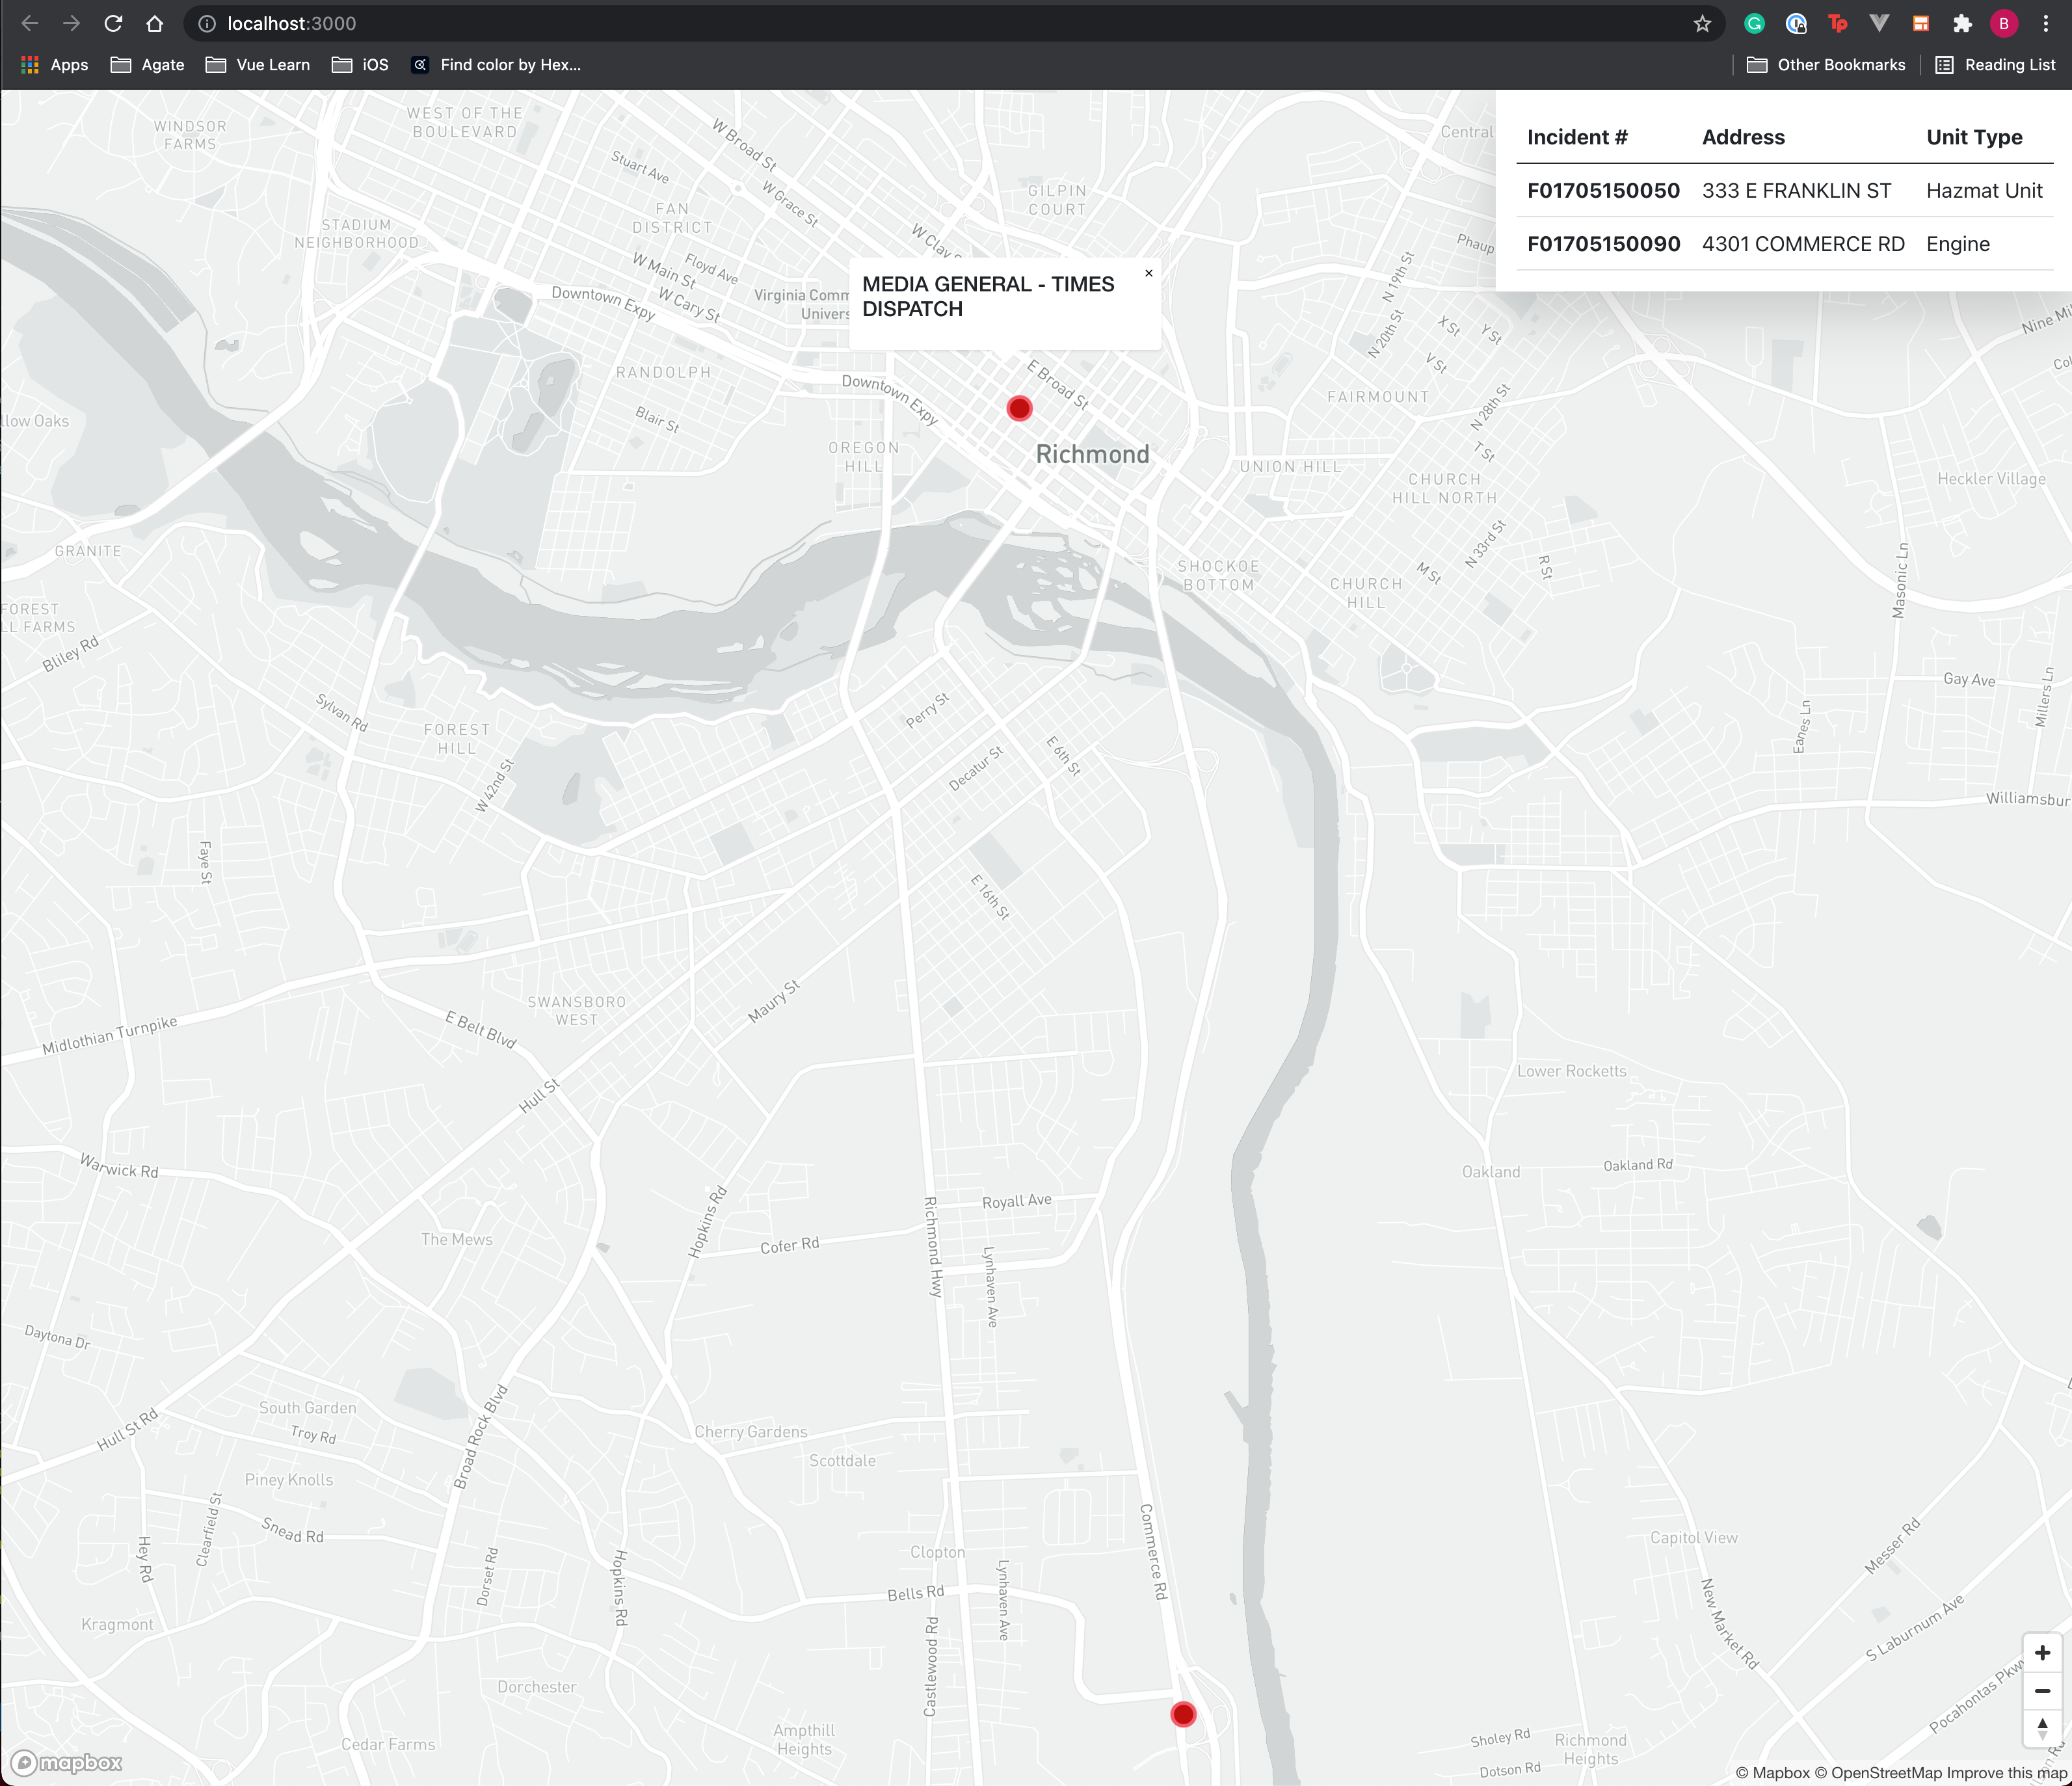 localhost:3000
Tp
B
Apps
Agate
Vue Learn
iOS
Find color by Hex...
Other Bookmarks
Reading List
Incident # Address Unit Type
F01705150050 333 E FRANKLIN ST Hazmat Unit
F01705150090 4301 COMMERCE RD Engine
MEDIA GENERAL - TIMES
DISPATCH
×
WINDSOR
FARMS
WEST OF THE
BOULEVARD
W Broad St
Stuart Ave
W Grace St
GILPIN
COURT
Central
FAN
DISTRICT
STADIUM
NEIGHBORHOOD
W Clay S
Phaup
Floyd Ave
W Main St
W Cary St
Downtown Expy
Virginia Comm
Univers
N 19th St
N 20th St
X St
Y St
V St
Nine Mi
Co
RANDOLPH
Downtown Expy
E Broad St
FAIRMOUNT
N 28th St
Blair St
llow Oaks
OREGON
HILL
Richmond
T St
UNION HILL
CHURCH
HILL NORTH
Heckler Village
GRANITE
N 33rd St
R St
M St
SHOCKOE
BOTTOM
CHURCH
HILL
Masonic Ln
FOREST
LL FARMS
Bliley Rd
Sylvan Rd
FOREST
HILL
W 42nd St
Perry St
Decatur St
E 6th St
Gay Ave
Millers Ln
Eanes Ln
Williamsbur
Faye St
E 16th St
SWANSBORO
WEST
Maury St
Midlothian Turnpike
E Belt Blvd
Hull St
Lower Rocketts
Warwick Rd
Oakland
Oakland Rd
Royall Ave
Richmond Hwy
Hopkins Rd
The Mews
Cofer Rd
Lynhaven Ave
Daytona Dr
South Garden
Hull St Rd
Troy Rd
Broad Rock Blvd
Cherry Gardens
Scottdale
Piney Knolls
Clearfield St
Snead Rd
Hey Rd
Dorset Rd
Hopkins Rd
Clopton
Lynhaven Ave
Commerce Rd
Bells Rd
Castlewood Rd
Capitol View
Messer Rd
New Market Rd
S Laburnum Ave
Kragmont
Dorchester
Cedar Farms
Ampthill
Heights
Sholey Rd
Dotson Rd
Richmond
Heights
Pocahontas Pkwy
mapbox
© Mapbox © OpenStreetMap Improve this map